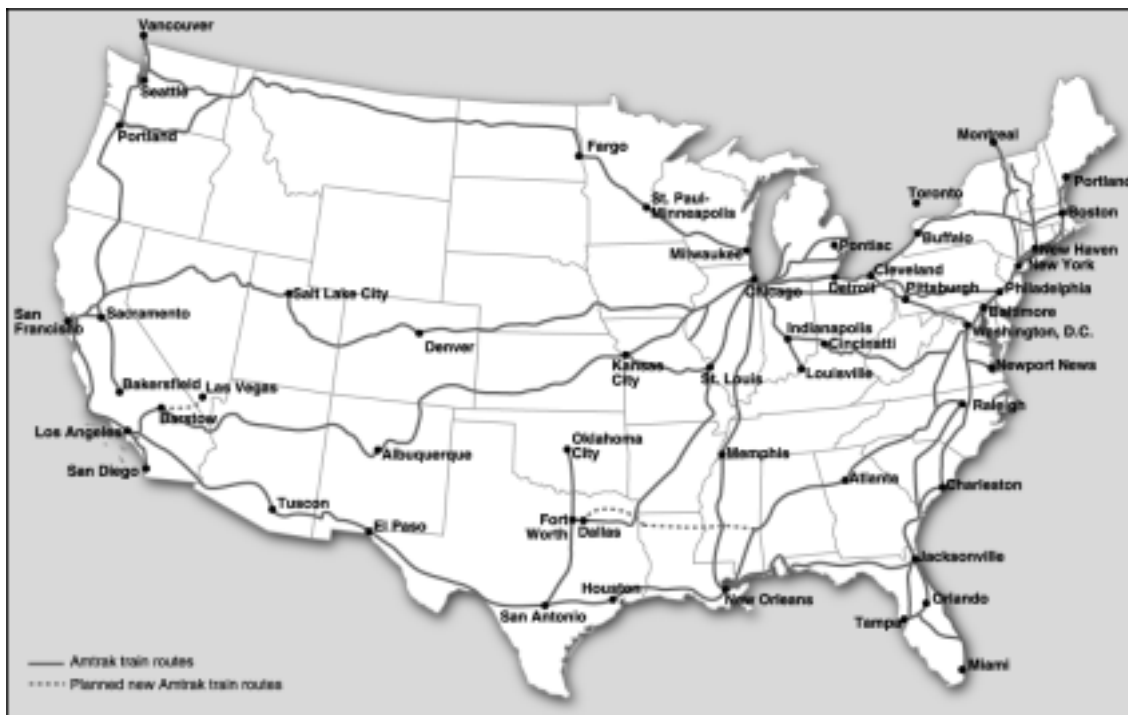 Vancouver
Seattle
Portland
Fargo
St. Paul-
Minneapolis
Milwaukee
Montreal
Toronto
Portland
Boston
Buffalo
New Haven
New York
Pontiac
Detroit
Cleveland
Chicago
Pittsburgh
Philadelphia
Baltimore
Washington, D.C.
San
Francisco
Sacramento
Salt Lake City
Denver
Kansas
City
St. Louis
Indianapolis
Cincinatti
Louisville
Newport News
Bakersfield
Las Vegas
Barstow
Los Angeles
San Diego
Albuquerque
Oklahoma
City
Memphis
Atlanta
Raleigh
Charleston
Tuscon
El Paso
Fort
Worth
Dallas
Houston
San Antonio
New Orleans
Jacksonville
Orlando
Tampa
Miami
Amtrak train routes
Planned new Amtrak train routes